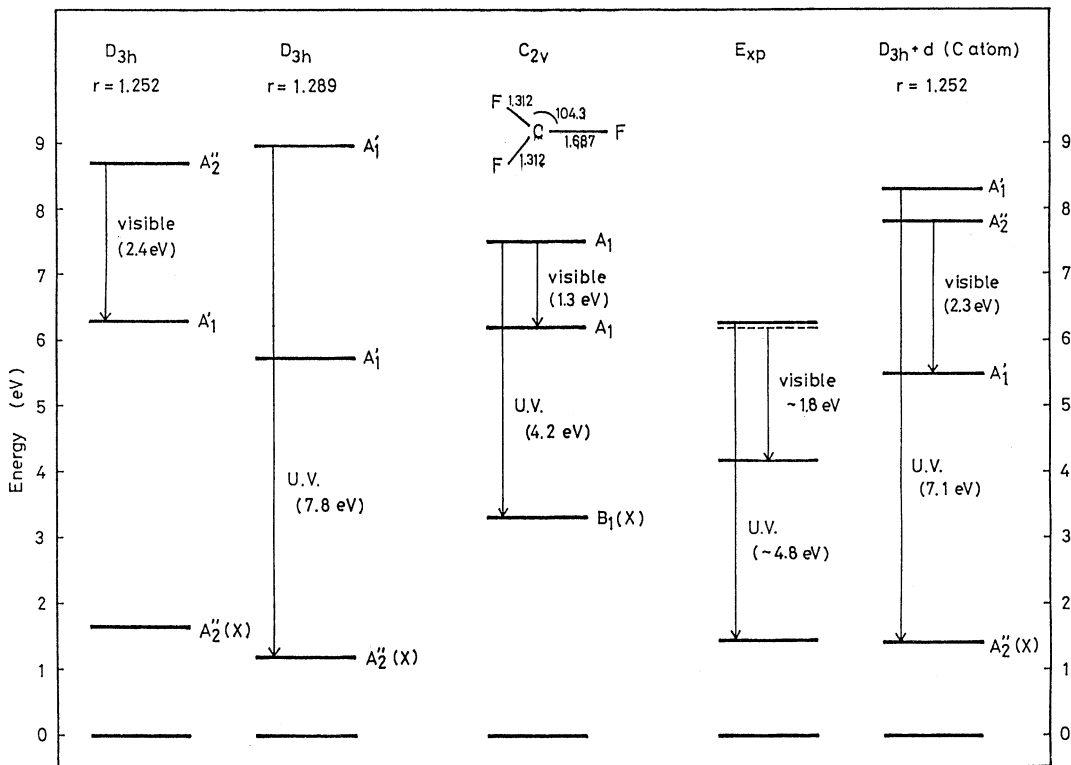 D3h
r = 1.252
D3h
r = 1.289
C2v
Exp
D3h + d (C atom)
r = 1.252
F
1.312
104.3
C
F
1.687
F
1.312
Energy (eV)
9
8
7
6
5
4
3
2
1
0
A2''
visible
(2.4 eV)
A'1
A2''(X)
A1'
A1'
U.V.
(7.8 eV)
A2''(X)
A1
visible
(1.3 eV)
A1
U.V.
(4.2 eV)
B1(X)
visible
~1.8 eV
U.V.
(~4.8 eV)
A1'
A2''
visible
(2.3 eV)
A1'
U.V.
(7.1 eV)
A2''(X)
9
8
7
6
5
4
3
2
1
0